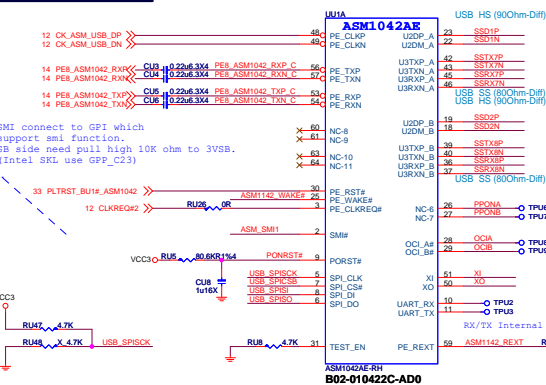 UU1A
ASM1042AE
USB HS (90Ohm-Diff)
12 CK_ASM_USB_DP 48 PE_CLKP U2DP_A 23 SSD1P
12 CK_ASM_USB_DN 49 PE_CLKN U2DM_A 22 SSD1N
U3TXP_A 42 SSTX7P
14 PE8_ASM1042_RXP CU3 0.22u6.3X4 PE8_ASM1042_RXP_C 56 PE_TXP U3TXN_A 43 SSTX7N
14 PE8_ASM1042_RXN CU4 0.22u6.3X4 PE8_ASM1042_RXN_C 57 PE_TXN U3RXP_A 45 SSRX7P
U3RXN_A 46 SSRX7N
USB SS (80Ohm-Diff)
14 PE8_ASM1042_TXP CU5 0.22u6.3X4 PE8_ASM1042_TXP_C 53 PE_RXP
USB HS (90Ohm-Diff)
14 PE8_ASM1042_TXN CU6 0.22u6.3X4 PE8_ASM1042_TXN_C 54 PE_RXN
U2DP_B 19 SSD2P
SMI connect to GPI which 60 NC-8 U2DM_B 18 SSD2N
support smi function. 61 NC-9
SB side need pull high 10K ohm to 3VSB. U3TXP_B 39 SSTX8P
(Intel SKL use GPP_C23) 63 NC-10 U3TXN_B 40 SSTX8N
64 NC-11 U3RXP_B 36 SSRX8P
U3RXN_B 37 SSRX8N
USB SS (80Ohm-Diff)
33 PLTRST_BU1#_ASM1042 30 PE_RST#
ASM1142_WAKE# 25 PE_WAKE#
12 CLKREQ#2 RU26 0R 3 PE_CLKREQ# NC-6 26 PPONA TPU6
NC-7 27 PPONB TPU7
ASM_SMI1 2 SMI#
OCI_A# 28 OCIA TPU8
VCC3 RU5 80.6KR1%4 PONRST# 9 PORST# OCI_B# 29 OCIB TPU9
CU8
1u16X
USB_SPISCK 5 SPI_CLK XI 51 XI
USB_SPICSB 7 SPI_CS# XO 50 XO
USB_SPISI 8 SPI_DI
USB_SPISO 6 SPI_DO UART_RX 10 TPU2
UART_TX 11 TPU3
RX/TX Internal
CC3
RU47 4.7K
RU48 X_4.7K USB_SPISCK
RU8 4.7K 31 TEST_EN PE_REXT 59 ASM1142_REXT R
ASM1042AE-RH
B02-010422C-AD0